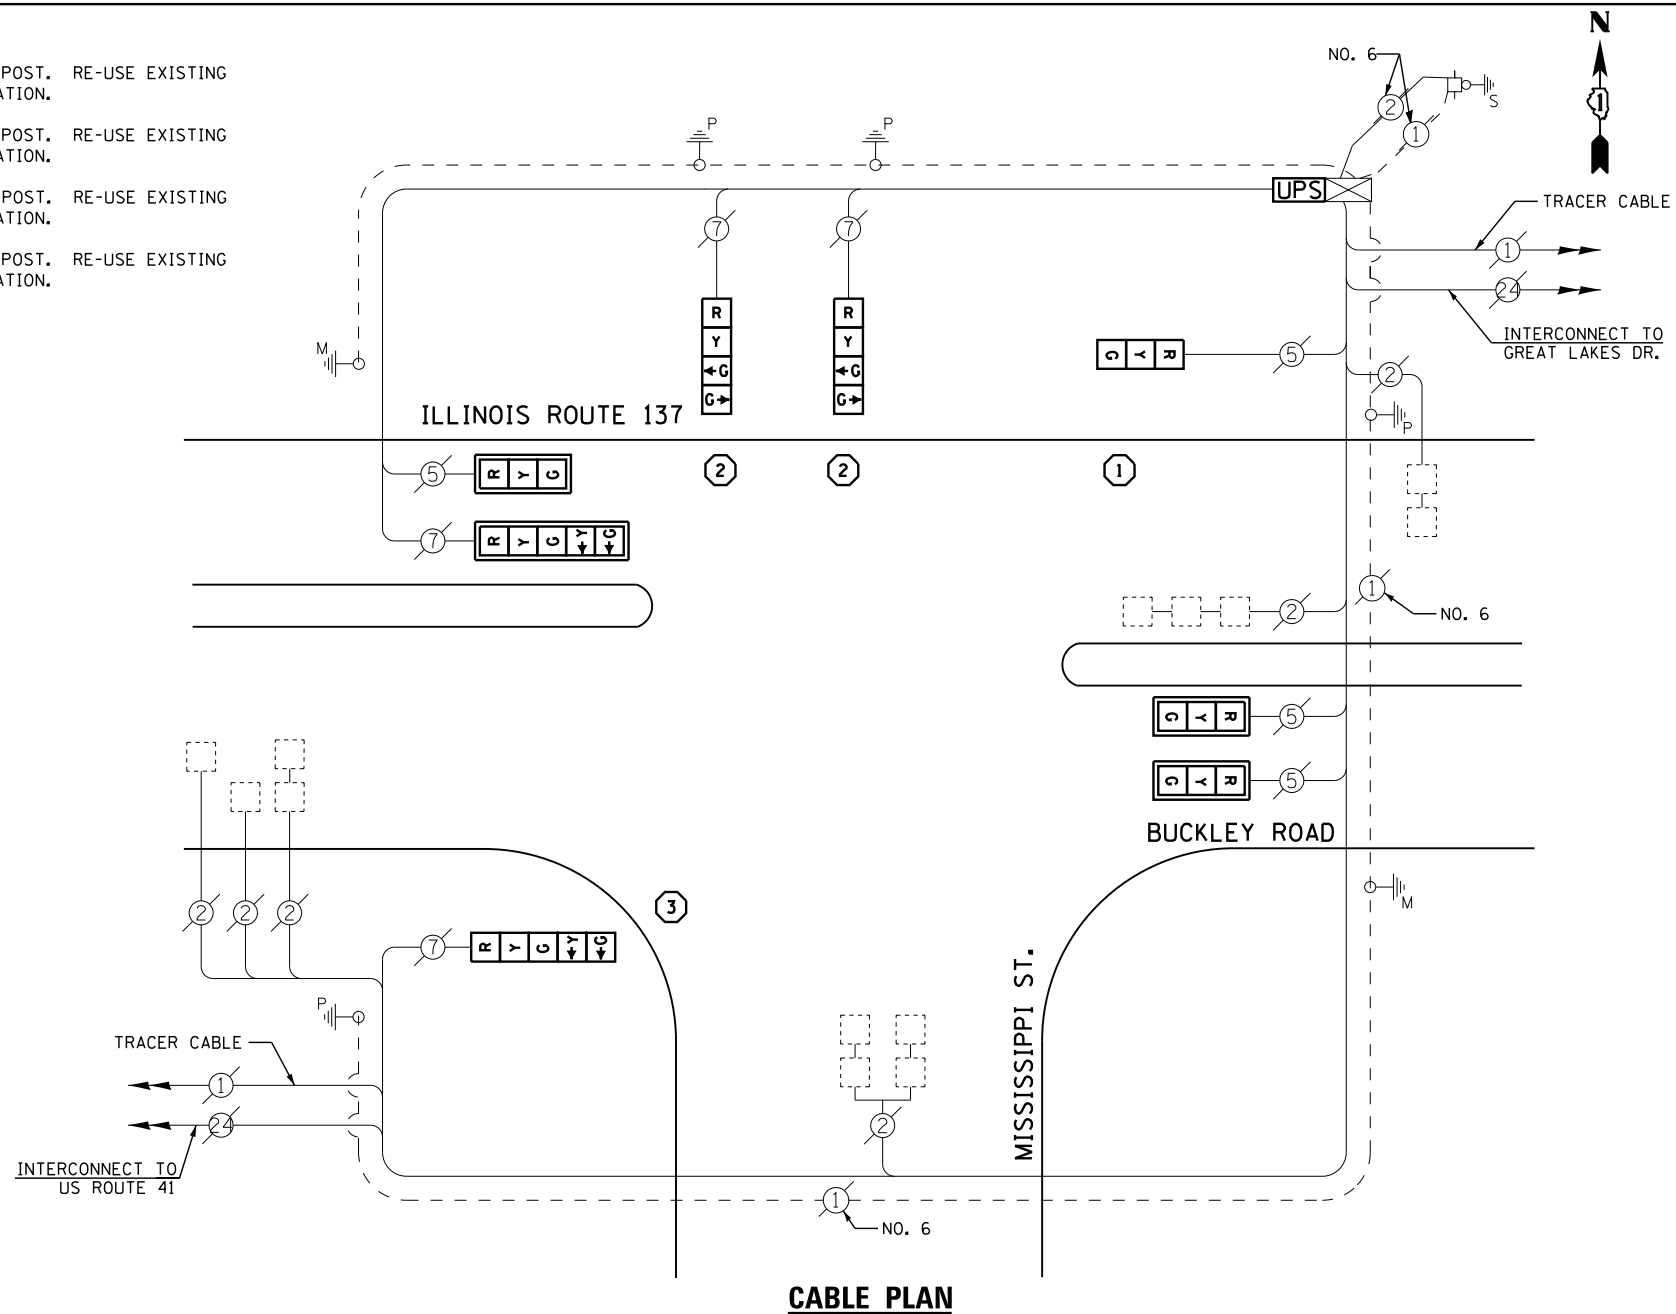 POST. RE-USE EXISTING
ATION.
POST. RE-USE EXISTING
ATION.
POST. RE-USE EXISTING
ATION.
POST. RE-USE EXISTING
ATION.
N
1
NO. 6
2
1
S
P
P
UPS
TRACER CABLE
1
24
INTERCONNECT TO
GREAT LAKES DR.
7
7
R
Y
G
G
R
Y
G
G
M
G Y R
5
2
P
ILLINOIS ROUTE 137
5
R Y G
2
2
1
7
R Y G Y G
2
1
NO. 6
G Y R
5
G Y R
5
BUCKLEY ROAD
2
2
2
3
M
7
R Y G Y G
P
TRACER CABLE
1
24
INTERCONNECT TO
US ROUTE 41
2
MISSISSIPPI ST.
1
NO. 6
CABLE PLAN